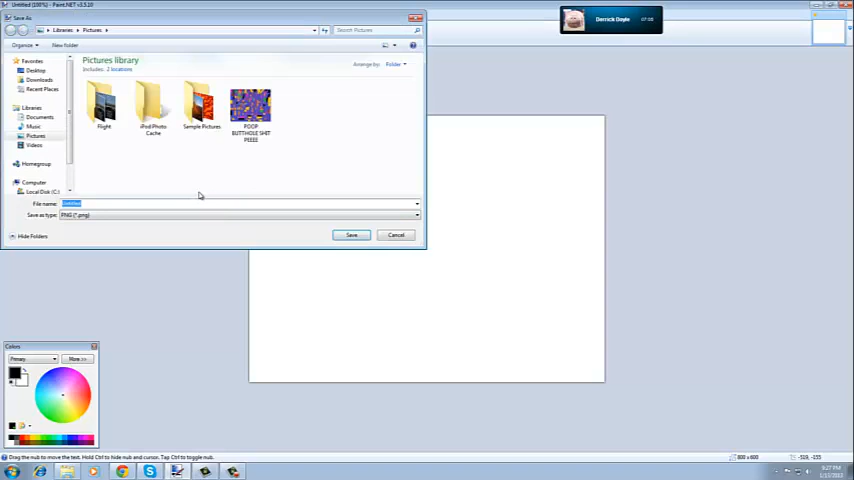 Untitled (100%) - Paint.NET v3.5.10
Save As
Libraries
Pictures
Search Pictures
Organize
New folder
Favorites
Desktop
Downloads
Recent Places
Libraries
Documents
Music
Pictures
Videos
Homegroup
Computer
Local Disk (C:)
Pictures library
Includes: 2 locations
Arrange by:
Folder
Flight
iPod Photo
Cache
Sample Pictures
POOP
BUTTHOLE SHIT
PEEEE
File name:
Untitled
Save as type:
PNG (*.png)
Hide Folders
Save
Cancel
Derrick Doyle
Colors
Primary
More >>
Drag the nub to move the text. Hold Ctrl to hide nub and cursor. Tap Ctrl to toggle nub.
800 x 600
-519, -155